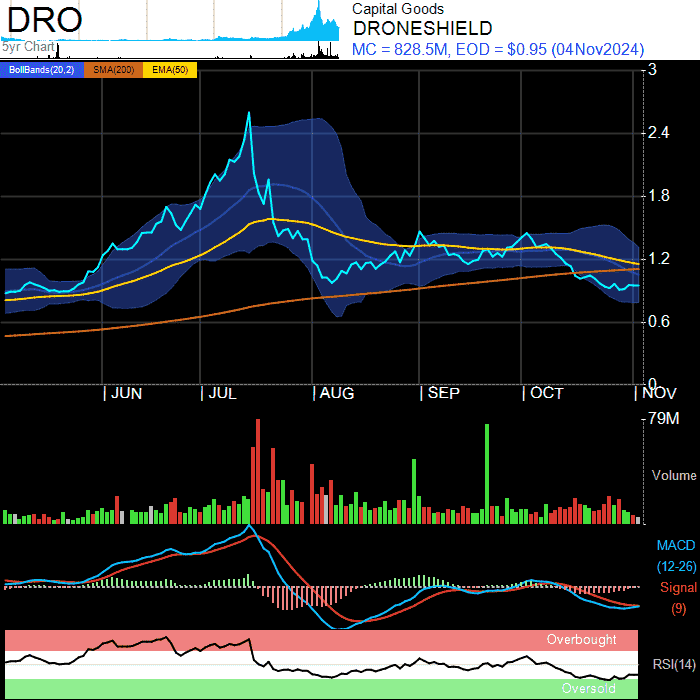 DRO
5yr Chart
Capital Goods
DRONESHIELD
MC = 828.5M, EOD = $0.95 (04Nov2024)
BollBands(20,2) SMA(200) EMA(50)
3
2.4
1.8
1.2
0.6
0
JUN JUL AUG SEP OCT NOV
79M
Volume
MACD
(12-26)
Signal
(9)
Overbought
RSI(14)
Oversold